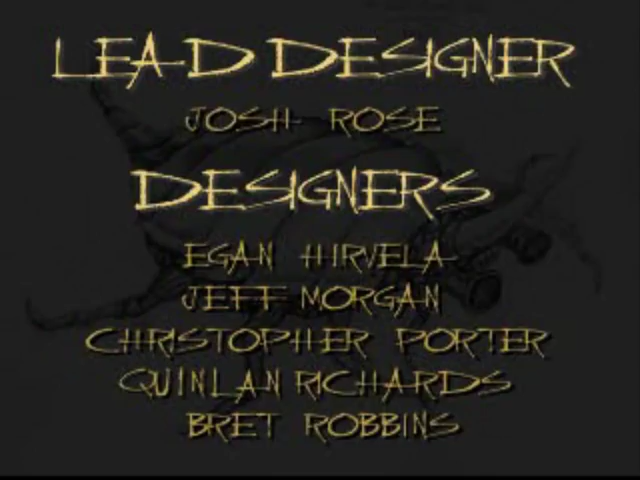 LEAD DESIGNER
JOSH ROSE
DESIGNERS
EGAN HIRVELA
JEFF MORGAN
CHRISTOPHER PORTER
QUINLAN RICHARDS
BRET ROBBINS